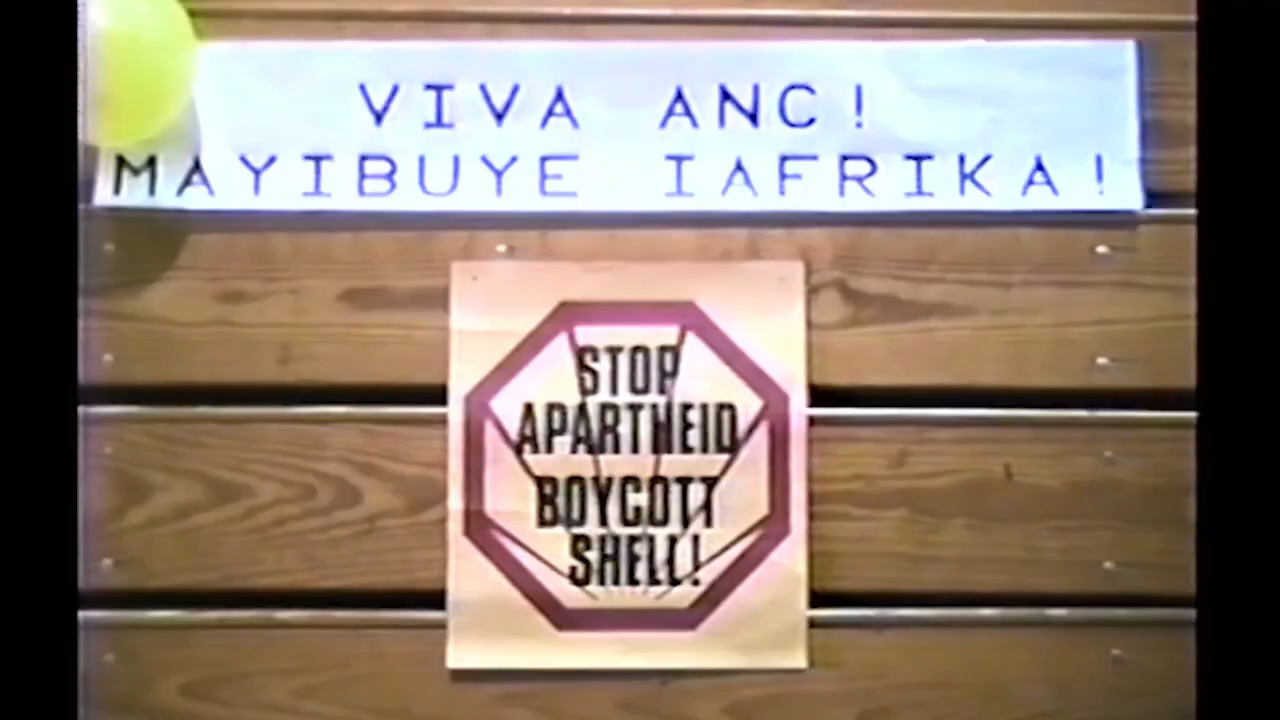 VIVA ANC!
MAYIBUYE IAFRIKA!
STOP
APARTHEID
BOYCOTT
SHELL!